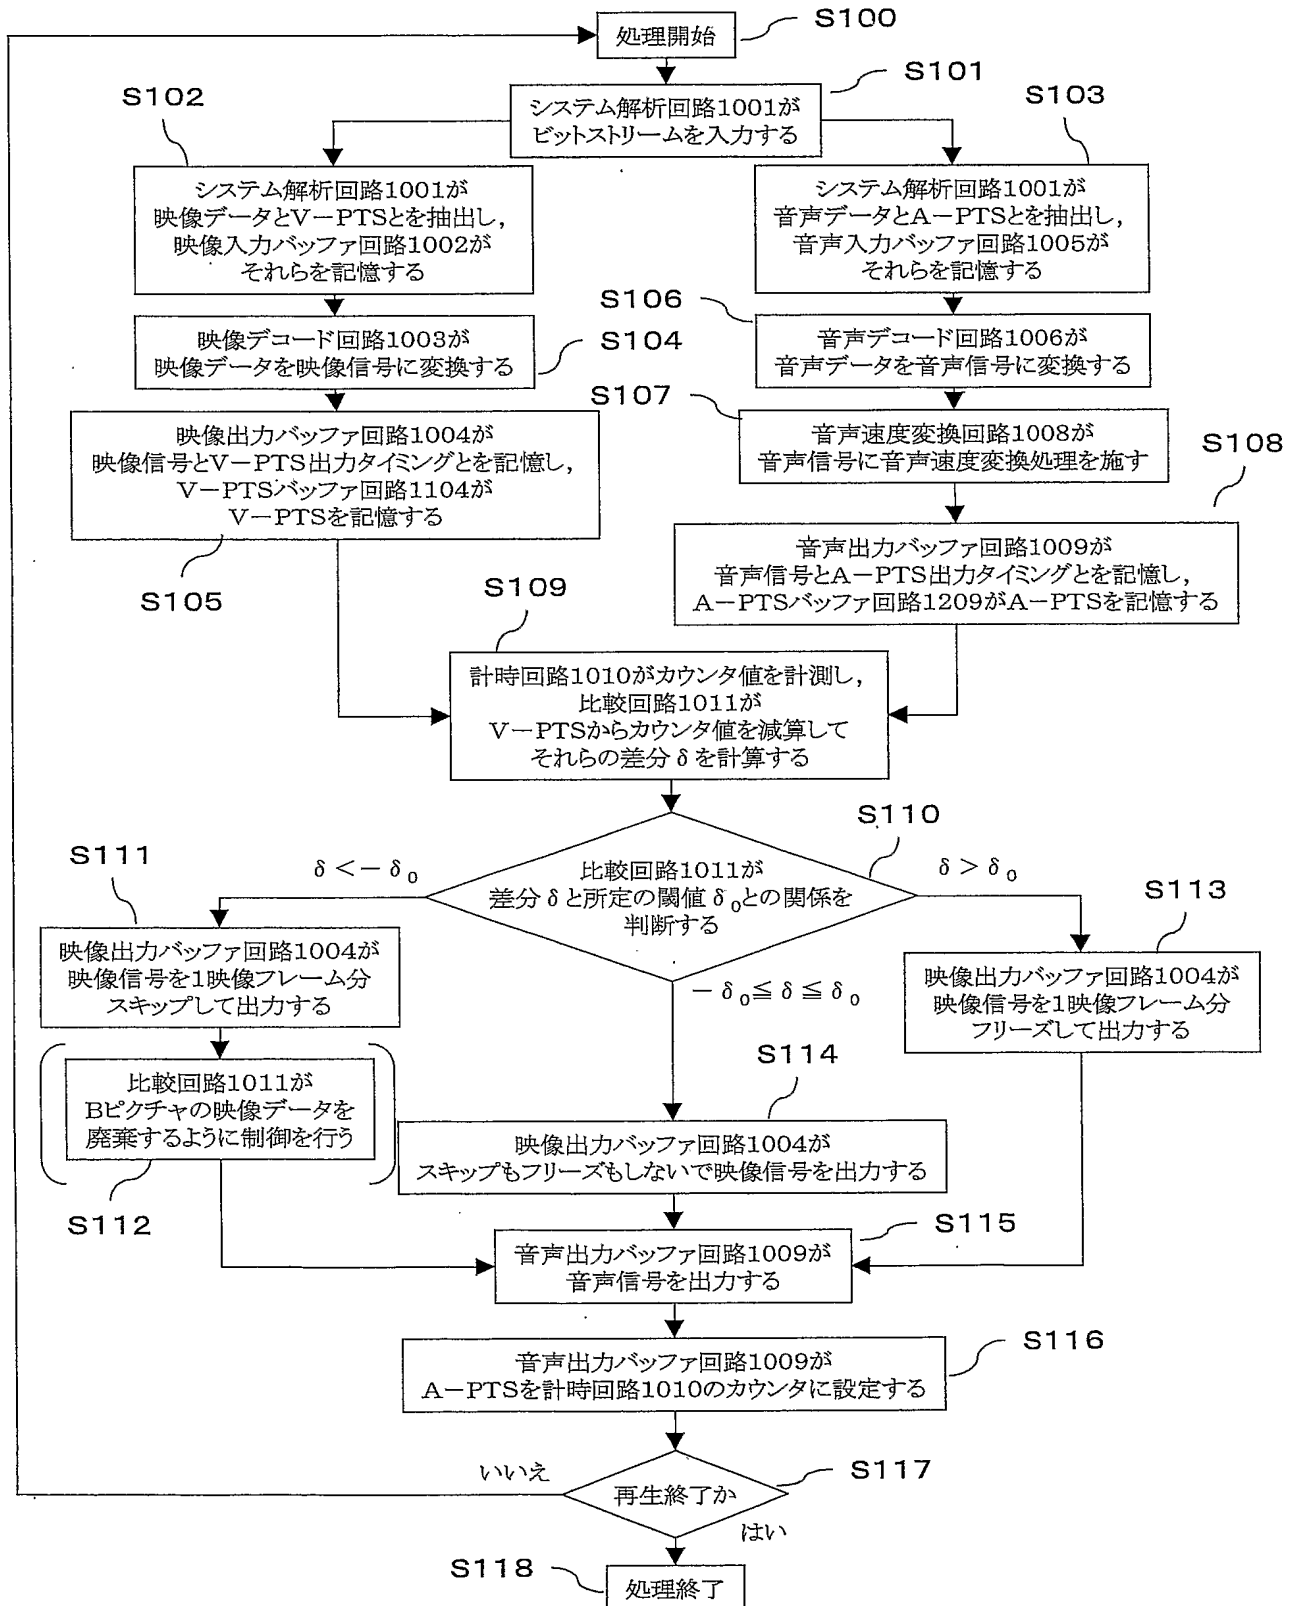 S100
処理開始
S101
システム解析回路1001が
ビットストリームを入力する
S102
システム解析回路1001が
映像データとV－PTSとを抽出し,
映像入力バッファ回路1002が
それらを記憶する
S103
システム解析回路1001が
音声データとA－PTSとを抽出し,
音声入力バッファ回路1005が
それらを記憶する
映像デコード回路1003が
映像データを映像信号に変換する
S104
S106
音声デコード回路1006が
音声データを音声信号に変換する
S107
音声速度変換回路1008が
音声信号に音声速度変換処理を施す
映像出力バッファ回路1004が
映像信号とV－PTS出力タイミングとを記憶し,
V－PTSバッファ回路1104が
V－PTSを記憶する
S105
S108
音声出力バッファ回路1009が
音声信号とA－PTS出力タイミングとを記憶し,
A－PTSバッファ回路1209がA－PTSを記憶する
S109
計時回路1010がカウンタ値を計測し,
比較回路1011が
V－PTSからカウンタ値を減算して
それらの差分δを計算する
S110
比較回路1011が
差分δと所定の閾値δ₀との関係を
判断する
δ＜－δ₀
δ＞δ₀
－δ₀≦δ≦δ₀
S111
映像出力バッファ回路1004が
映像信号を1映像フレーム分
スキップして出力する
比較回路1011が
Bピクチャの映像データを
廃棄するように制御を行う
S112
S113
映像出力バッファ回路1004が
映像信号を1映像フレーム分
フリーズして出力する
S114
映像出力バッファ回路1004が
スキップもフリーズもしないで映像信号を出力する
S115
音声出力バッファ回路1009が
音声信号を出力する
S116
音声出力バッファ回路1009が
A－PTSを計時回路1010のカウンタに設定する
S117
再生終了か
いいえ
はい
S118
処理終了